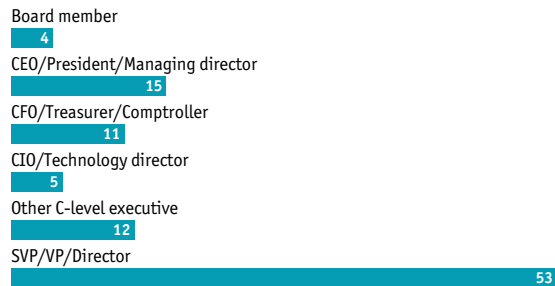 Board member
4
CEO/President/Managing director
15
CFO/Treasurer/Comptroller
11
CIO/Technology director
5
Other C-level executive
12
SVP/VP/Director
53